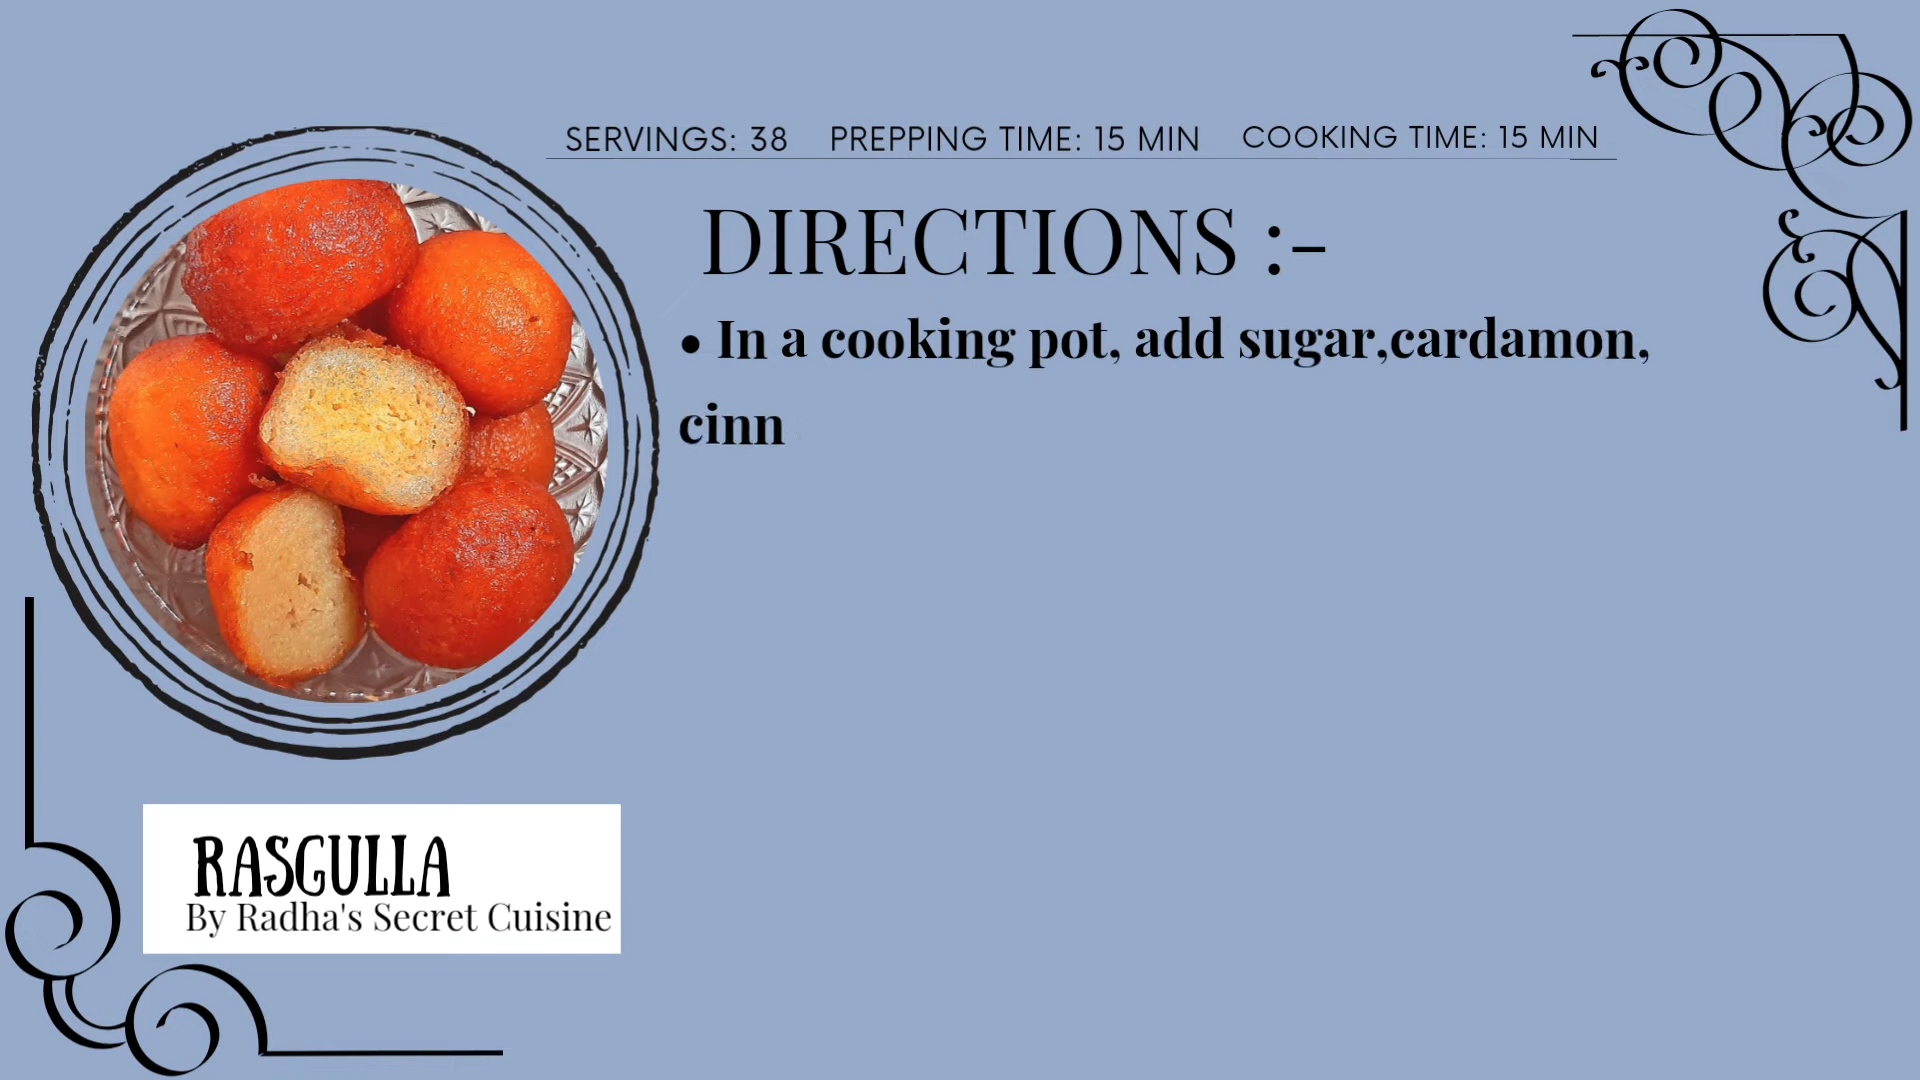 SERVINGS: 38 PREPPING TIME: 15 MIN COOKING TIME: 15 MIN
DIRECTIONS :-
• In a cooking pot, add sugar,cardamon,
cinn
RASGULLA
By Radha's Secret Cuisine